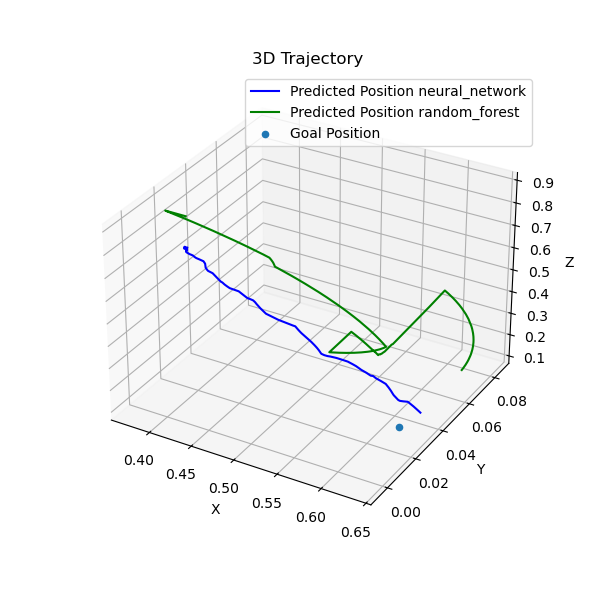 3D Trajectory
Predicted Position neural_network
Predicted Position random_forest
Goal Position
0.9
0.8
0.7
0.6
0.5
0.4
0.3
0.2
0.1
Z
0.08
0.06
0.04
0.02
0.00
Y
0.40
0.45
0.50
0.55
0.60
0.65
X